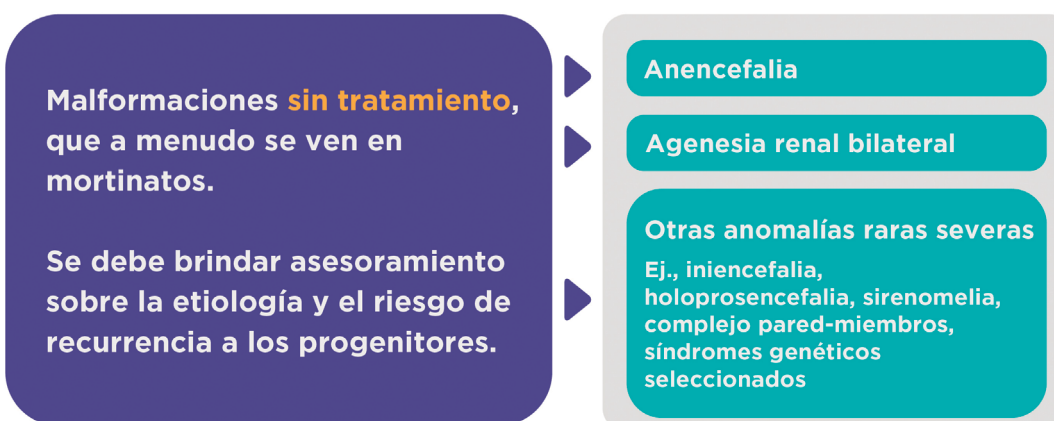 Malformaciones sin tratamiento,
que a menudo se ven en
mortinatos.
Se debe brindar asesoramiento
sobre la etiología y el riesgo de
recurrencia a los progenitores.
Anencefalia
Agenesia renal bilateral
Otras anomalías raras severas
Ej., iniencefalia,
holoprosencefalia, sirenomelia,
complejo pared-miembros,
síndromes genéticos
seleccionados